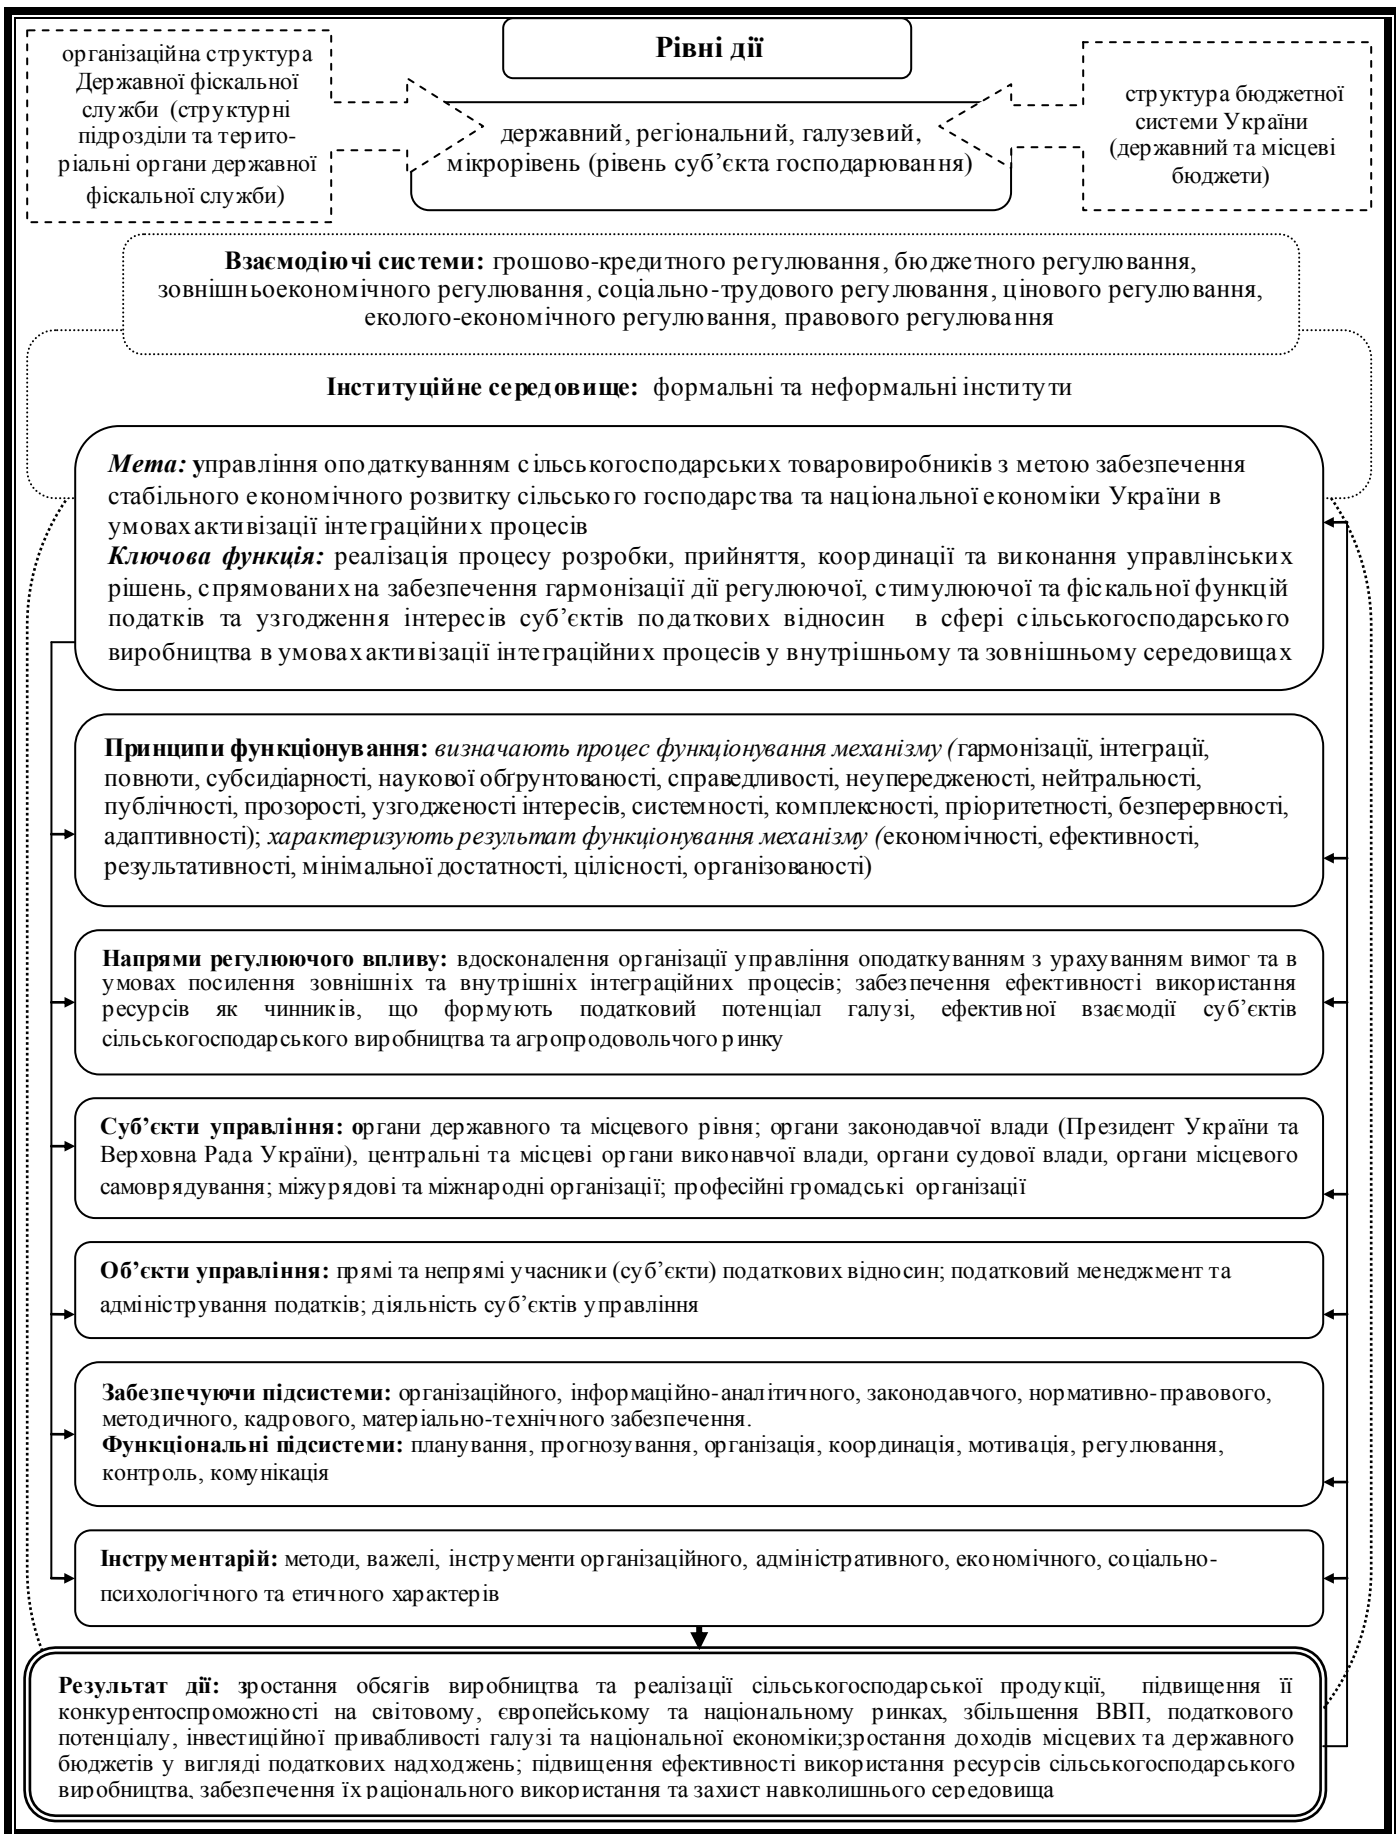 Рівні дії
організаційна структура
Державної фіскальної
служби (структурні
підрозділи та терито-
ріальні органи державної
фіскальної служби)
державний, регіональний, галузевий,
мікрорівень (рівень суб’єкта господарювання)
структура бюджетної
системи України
(державний та місцеві
бюджети)
Взаємодіючі системи: грошово-кредитного регулювання, бюджетного регулювання,
зовнішньоекономічного регулювання, соціально-трудового регулювання, цінового регулювання,
еколого-економічного регулювання, правового регулювання
Інституційне середовище: формальні та неформальні інститути
Мета: управління оподаткуванням сільськогосподарських товаровиробників з метою забезпечення
стабільного економічного розвитку сільського господарства та національної економіки України в
умовах активізації інтеграційних процесів
Ключова функція: реалізація процесу розробки, прийняття, координації та виконання управлінських
рішень, спрямованих на забезпечення гармонізації дії регулюючої, стимулюючої та фіскальної функцій
податків та узгодження інтересів суб’єктів податкових відносин в сфері сільськогосподарського
виробництва в умовах активізації інтеграційних процесів у внутрішньому та зовнішньому середовищах
Принципи функціонування: визначають процес функціонування механізму (гармонізації, інтеграції,
повноти, субсидіарності, наукової обґрунтованості, справедливості, неупередженості, нейтральності,
публічності, прозорості, узгодженості інтересів, системності, комплексності, пріоритетності, безперервності,
адаптивності); характеризують результат функціонування механізму (економічності, ефективності,
результативності, мінімальної достатності, цілісності, організованості)
Напрями регулюючого впливу: вдосконалення організації управління оподаткуванням з урахуванням вимог та в
умовах посилення зовнішніх та внутрішніх інтеграційних процесів; забезпечення ефективності використання
ресурсів як чинників, що формують податковий потенціал галузі, ефективної взаємодії суб’єктів
сільськогосподарського виробництва та агропродовольчого ринку
Суб’єкти управління: органи державного та місцевого рівня; органи законодавчої влади (Президент України та
Верховна Рада України), центральні та місцеві органи виконавчої влади, органи судової влади, органи місцевого
самоврядування; міжурядові та міжнародні організації; професійні громадські організації
Об’єкти управління: прямі та непрямі учасники (суб’єкти) податкових відносин; податковий менеджмент та
адміністрування податків; діяльність суб’єктів управління
Забезпечуючи підсистеми: організаційного, інформаційно-аналітичного, законодавчого, нормативно-правового,
методичного, кадрового, матеріально-технічного забезпечення.
Функціональні підсистеми: планування, прогнозування, організація, координація, мотивація, регулювання,
контроль, комунікація
Інструментарій: методи, важелі, інструменти організаційного, адміністративного, економічного, соціально-
психологічного та етичного характерів
Результат дії: зростання обсягів виробництва та реалізації сільськогосподарської продукції, підвищення її
конкурентоспроможності на світовому, європейському та національному ринках, збільшення ВВП, податкового
потенціалу, інвестиційної привабливості галузі та національної економіки;зростання доходів місцевих та державного
бюджетів у вигляді податкових надходжень; підвищення ефективності використання ресурсів сільськогосподарського
виробництва, забезпечення їх раціонального використання та захист навколишнього середовища